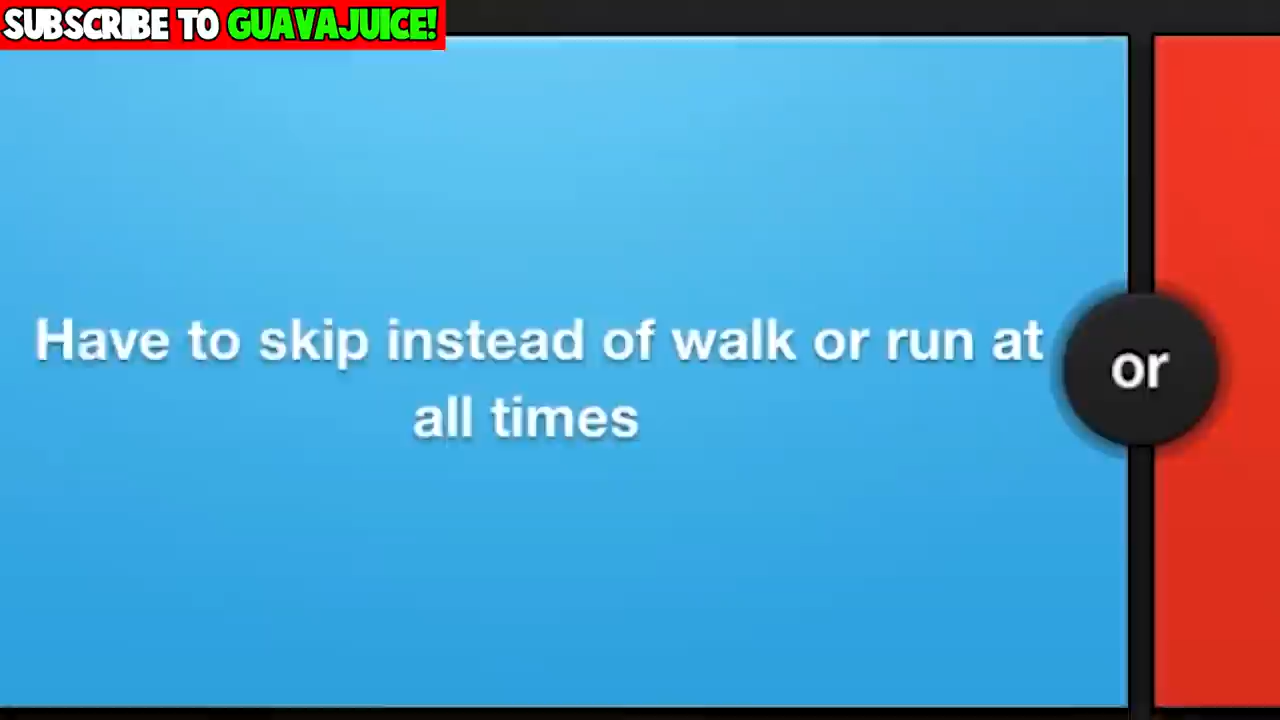 SUBSCRIBE TO GUAVAJUICE!
Have to skip instead of walk or run at
all times
or